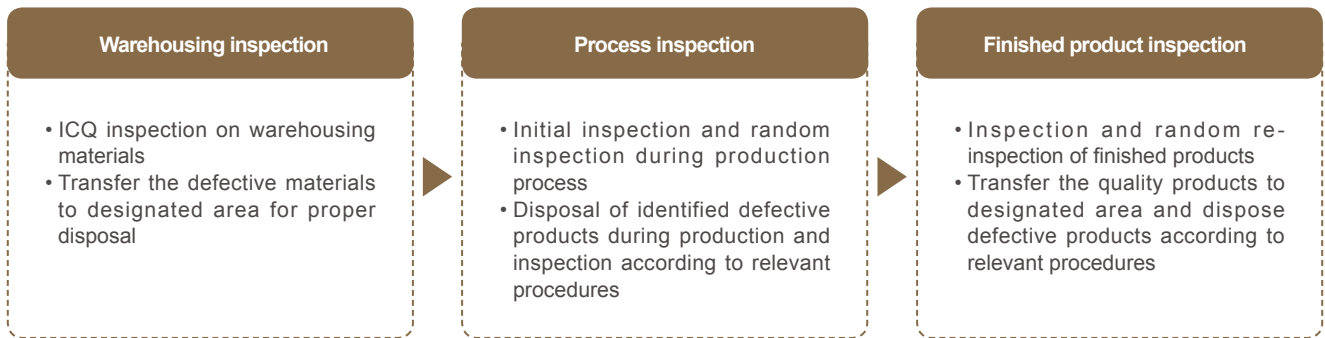 Warehousing inspection
• ICQ inspection on warehousing
materials
• Transfer the defective materials
to designated area for proper
disposal
Process inspection
• Initial inspection and random
inspection during production
process
• Disposal of identified defective
products during production and
inspection according to relevant
procedures
Finished product inspection
• Inspection and random re-
inspection of finished products
• Transfer the quality products to
designated area and dispose
defective products according to
relevant procedures